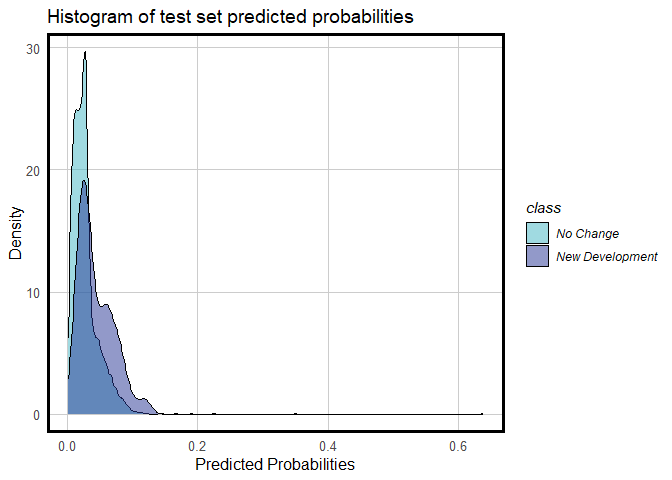 Histogram of test set predicted probabilities
30
20
10
0
Density
0.0 0.2 0.4 0.6
Predicted Probabilities
class
No Change
New Development